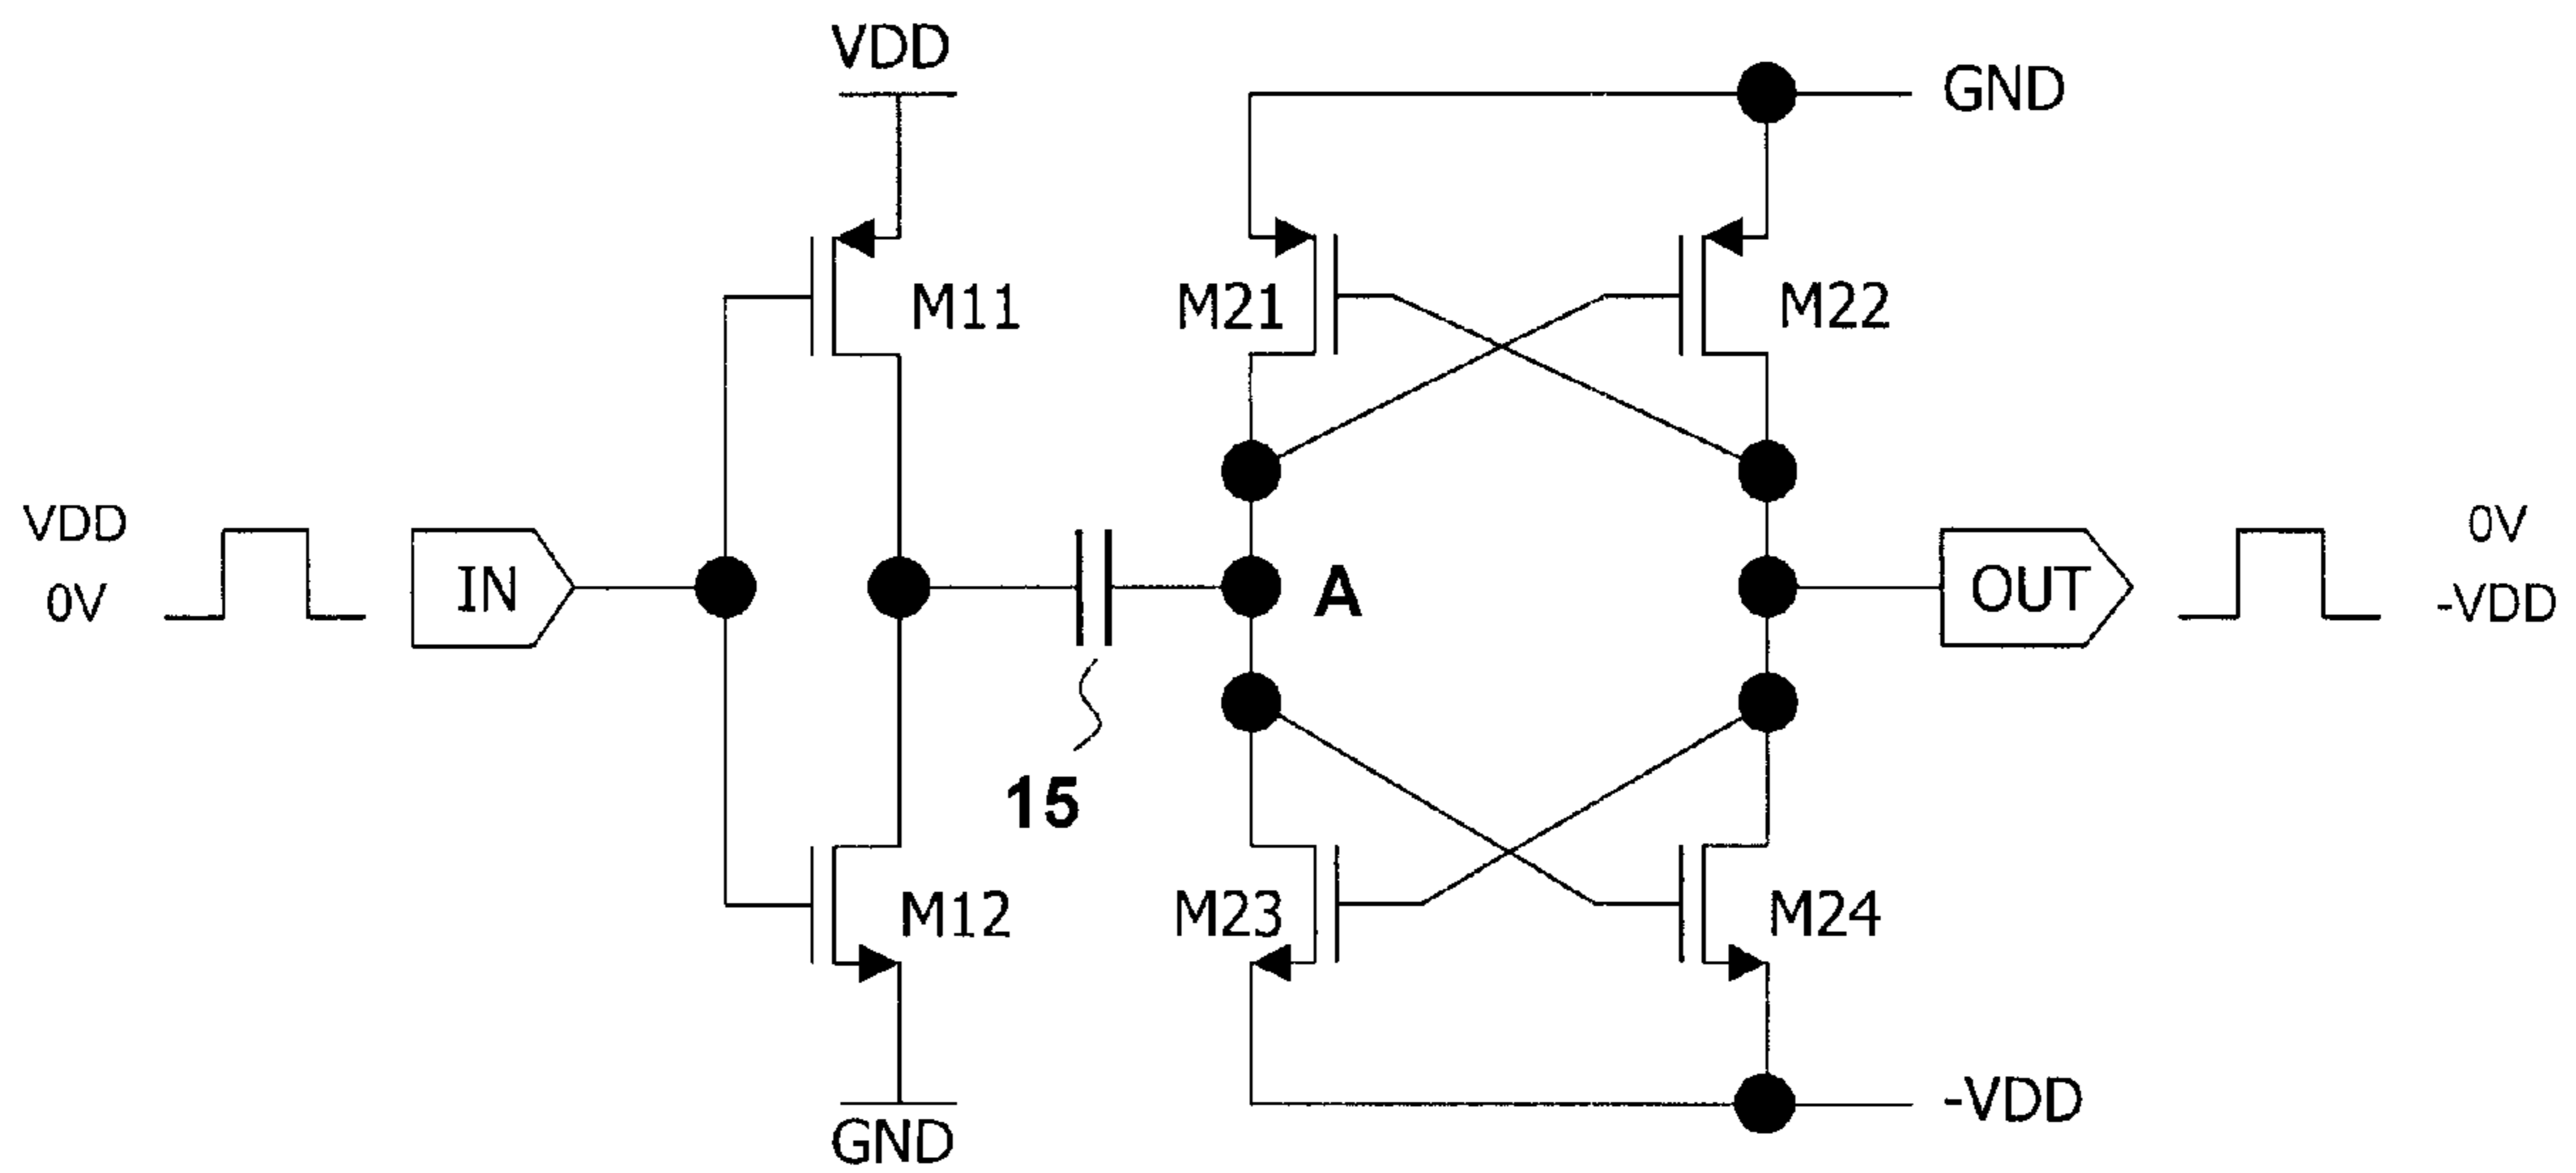 VDD
GND
M11
M21
M22
VDD
0V
IN
A
OUT
0V
-VDD
15
M12
M23
M24
GND
-VDD